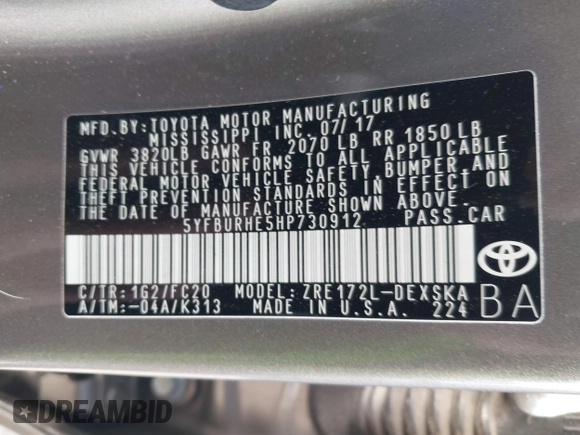 MFD.BY:TOYOTA MOTOR MANUFACTURING
MISSISSIPPI INC. 07/17
GVWR 3820LB GAWR FR 2070 LB RR 1850 LB
THIS VEHICLE CONFORMS TO ALL APPLICABLE
FEDERAL MOTOR VEHICLE SAFETY,BUMPER AND
THEFT PREVENTION STANDARDS IN EFFECT ON
THE DATE OF MANUFACTURE SHOWN ABOVE.
5YFBURHE5HP730912 PASS.CAR
C/TR:1G2/FC20 MODEL:ZRE172L-DEXSKA
A/TM:-04A/K313 MADE IN U.S.A. 224
BA
DREAMBID